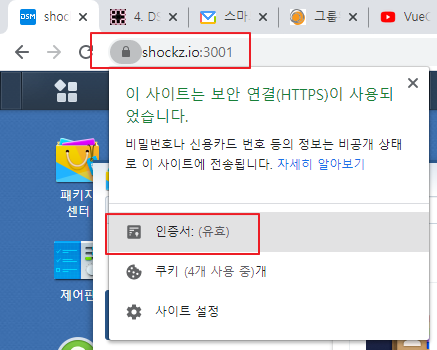 DSM shock
4. DS
스마
그룹
VueC
shockz.io:3001
이 사이트는 보안 연결(HTTPS)이 사용되
었습니다.
비밀번호나 신용카드 번호 등의 정보는 비공개 상태
로 이 사이트에 전송됩니다. 자세히 알아보기
인증서: (유효)
쿠키 (4개 사용 중)개
사이트 설정
패키지
센터
제어판